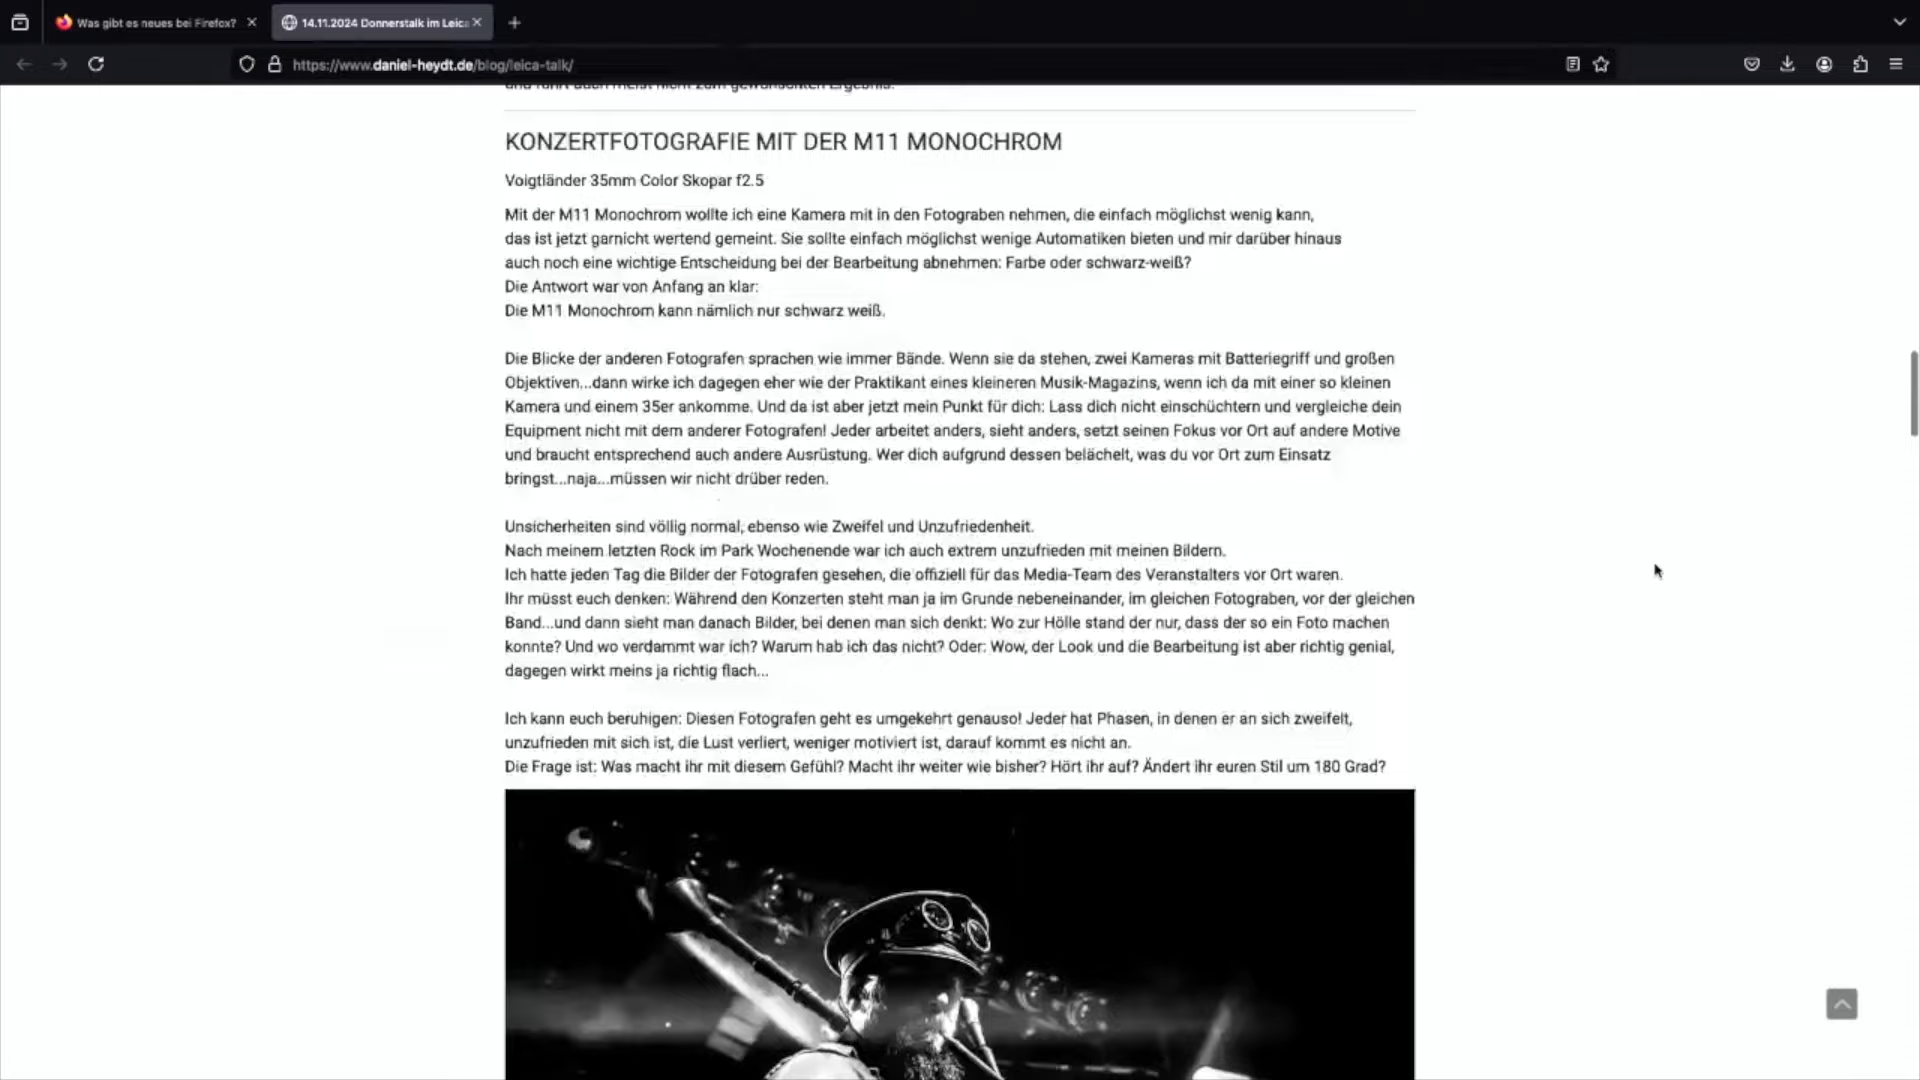 Was gibt es neues bei Firefox?
14.11.2024 Donnerstalk im Leica
https://www.daniel-heydt.de/blog/leica-talk/
und führt auch meist nicht zum gewünschten Ergebnis.
KONZERTFOTOGRAFIE MIT DER M11 MONOCHROM
Voigtländer 35mm Color Skopar f2.5
Mit der M11 Monochrom wollte ich eine Kamera mit in den Fotograben nehmen, die einfach möglichst wenig kann,
das ist jetzt garnicht wertend gemeint. Sie sollte einfach möglichst wenige Automatiken bieten und mir darüber hinaus
auch noch eine wichtige Entscheidung bei der Bearbeitung abnehmen: Farbe oder schwarz-weiß?
Die Antwort war von Anfang an klar:
Die M11 Monochrom kann nämlich nur schwarz weiß.
Die Blicke der anderen Fotografen sprachen wie immer Bände. Wenn sie da stehen, zwei Kameras mit Batteriegriff und großen
Objektiven...dann wirke ich dagegen eher wie der Praktikant eines kleineren Musik-Magazins, wenn ich da mit einer so kleinen
Kamera und einem 35er ankomme. Und da ist aber jetzt mein Punkt für dich: Lass dich nicht einschüchtern und vergleiche dein
Equipment nicht mit dem anderer Fotografen! Jeder arbeitet anders, sieht anders, setzt seinen Fokus vor Ort auf andere Motive
und braucht entsprechend auch andere Ausrüstung. Wer dich aufgrund dessen belächelt, was du vor Ort zum Einsatz
bringst...naja...müssen wir nicht drüber reden.
Unsicherheiten sind völlig normal, ebenso wie Zweifel und Unzufriedenheit.
Nach meinem letzten Rock im Park Wochenende war ich auch extrem unzufrieden mit meinen Bildern.
Ich hatte jeden Tag die Bilder der Fotografen gesehen, die offiziell für das Media-Team des Veranstalters vor Ort waren.
Ihr müsst euch denken: Während den Konzerten steht man ja im Grunde nebeneinander, im gleichen Fotograben, vor der gleichen
Band...und dann sieht man danach Bilder, bei denen man sich denkt: Wo zur Hölle stand der nur, dass der so ein Foto machen
konnte? Und wo verdammt war ich? Warum hab ich das nicht? Oder: Wow, der Look und die Bearbeitung ist aber richtig genial,
dagegen wirkt meins ja richtig flach...
Ich kann euch beruhigen: Diesen Fotografen geht es umgekehrt genauso! Jeder hat Phasen, in denen er an sich zweifelt,
unzufrieden mit sich ist, die Lust verliert, weniger motiviert ist, darauf kommt es nicht an.
Die Frage ist: Was macht ihr mit diesem Gefühl? Macht ihr weiter wie bisher? Hört ihr auf? Ändert ihr euren Stil um 180 Grad?